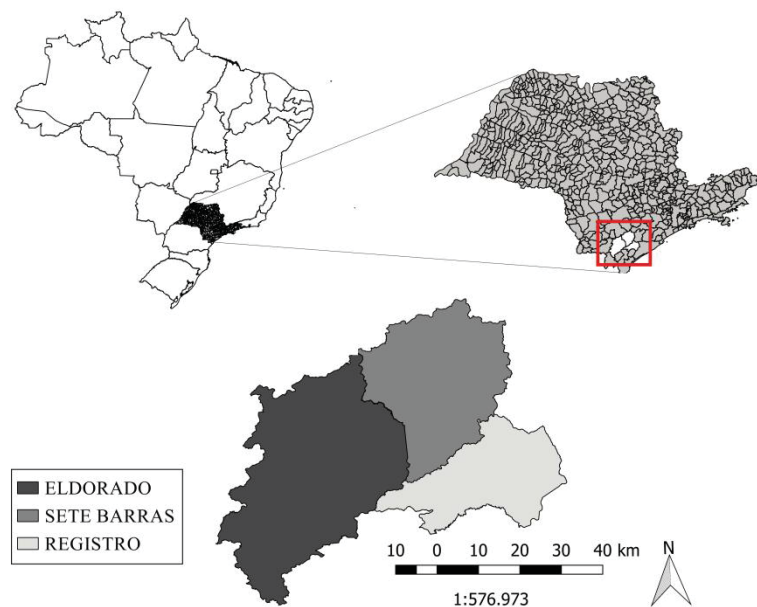 ELDORADO
SETE BARRAS
REGISTRO
10 0 10 20 30 40 km
1:576.973
N